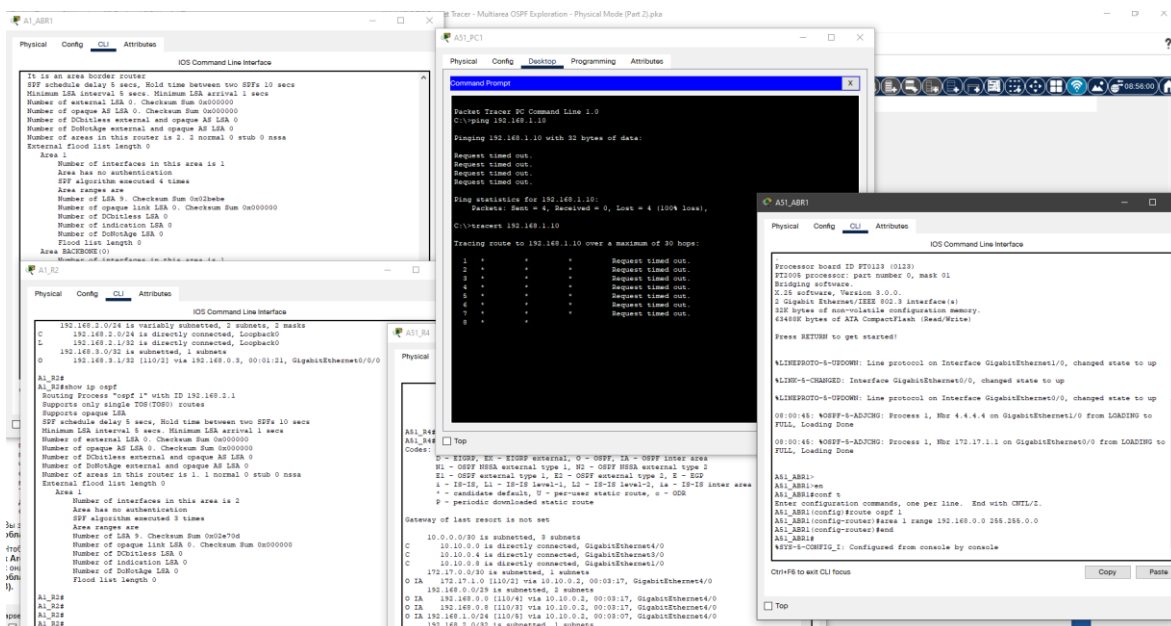 A1_ABR1
Physical Config CLI Attributes
IOS Command Line Interface
It is an area border router
SPF schedule delay 5 secs, Hold time between two SPFs 10 secs
Minimum LSA interval 5 secs. Minimum LSA arrival 1 secs
Number of external LSA 0. Checksum Sum 0x000000
Number of opaque AS LSA 0. Checksum Sum 0x000000
Number of DCbitless external and opaque AS LSA 0
Number of DoNotAge external and opaque AS LSA 0
Number of areas in this router is 2. 2 normal 0 stub 0 nssa
External flood list length 0
Area 1
Number of interfaces in this area is 1
Area has no authentication
SPF algorithm executed 4 times
Area ranges are
Number of LSA 9. Checksum Sum 0x02bebe
Number of opaque link LSA 0. Checksum Sum 0x000000
Number of DCbitless LSA 0
Number of indication LSA 0
Number of DoNotAge LSA 0
Flood list length 0
Area BACKBONE(0)
Number of interfaces in this area is 1
et Tracer - Multiarea OSPF Exploration - Physical Mode (Part 2).pka
08:56:00
A51_PC1
Physical Config Desktop Programming Attributes
Command Prompt
X
Packet Tracer PC Command Line 1.0
C:\>ping 192.168.1.10
Pinging 192.168.1.10 with 32 bytes of data:
Request timed out.
Request timed out.
Request timed out.
Request timed out.
Ping statistics for 192.168.1.10:
Packets: Sent = 4, Received = 0, Lost = 4 (100% loss),
C:\>tracert 192.168.1.10
Tracing route to 192.168.1.10 over a maximum of 30 hops:
1 * * * Request timed out.
2 * * * Request timed out.
3 * * * Request timed out.
4 * * * Request timed out.
5 * * * Request timed out.
6 * * * Request timed out.
7 * * * Request timed out.
8 * *
Top
A1_R2
Physical Config CLI Attributes
IOS Command Line Interface
192.168.2.0/24 is variably subnetted, 2 subnets, 2 masks
C 192.168.2.0/24 is directly connected, Loopback0
L 192.168.2.1/32 is directly connected, Loopback0
192.168.3.0/32 is subnetted, 1 subnets
O 192.168.3.1/32 [110/2] via 192.168.0.3, 00:01:21, GigabitEthernet0/0/0
A1_R2#
A1_R2#show ip ospf
Routing Process "ospf 1" with ID 192.168.2.1
Supports only single TOS(TOS0) routes
Supports opaque LSA
SPF schedule delay 5 secs, Hold time between two SPFs 10 secs
Minimum LSA interval 5 secs. Minimum LSA arrival 1 secs
Number of external LSA 0. Checksum Sum 0x000000
Number of opaque AS LSA 0. Checksum Sum 0x000000
Number of DCbitless external and opaque AS LSA 0
Number of DoNotAge external and opaque AS LSA 0
Number of areas in this router is 1. 1 normal 0 stub 0 nssa
External flood list length 0
Area 1
Number of interfaces in this area is 2
Area has no authentication
SPF algorithm executed 3 times
Area ranges are
Number of LSA 9. Checksum Sum 0x02e70d
Number of opaque link LSA 0. Checksum Sum 0x000000
Number of DCbitless LSA 0
Number of indication LSA 0
Number of DoNotAge LSA 0
Flood list length 0
A1_R2#
A1_R2#
A1_R2#
A1_R2#
A51_R4
Physical
A51_R4#
A51_R4#
Codes:
D - EIGRP, EX - EIGRP external, O - OSPF, IA - OSPF inter area
N1 - OSPF NSSA external type 1, N2 - OSPF NSSA external type 2
E1 - OSPF external type 1, E2 - OSPF external type 2, E - EGP
i - IS-IS, L1 - IS-IS level-1, L2 - IS-IS level-2, ia - IS-IS inter area
* - candidate default, U - per-user static route, o - ODR
P - periodic downloaded static route
Gateway of last resort is not set
10.0.0.0/30 is subnetted, 3 subnets
C 10.10.0.0 is directly connected, GigabitEthernet4/0
C 10.10.0.4 is directly connected, GigabitEthernet3/0
C 10.10.0.8 is directly connected, GigabitEthernet1/0
172.17.0.0/30 is subnetted, 1 subnets
O IA 172.17.1.0 [110/2] via 10.10.0.2, 00:03:17, GigabitEthernet4/0
192.168.0.0/29 is subnetted, 2 subnets
O IA 192.168.0.0 [110/4] via 10.10.0.2, 00:03:17, GigabitEthernet4/0
O IA 192.168.0.8 [110/3] via 10.10.0.2, 00:03:17, GigabitEthernet4/0
O IA 192.168.1.0/24 [110/5] via 10.10.0.2, 00:03:07, GigabitEthernet4/0
192.168.2.0/32 is subnetted, 1 subnets
A51_ABR1
Physical Config CLI Attributes
IOS Command Line Interface
Processor board ID PT0123 (0123)
PT2005 processor: part number 0, mask 01
Bridging software.
X.25 software, Version 3.0.0.
2 Gigabit Ethernet/IEEE 802.3 interface(s)
32K bytes of non-volatile configuration memory.
63488K bytes of ATA CompactFlash (Read/Write)
Press RETURN to get started!
%LINEPROTO-5-UPDOWN: Line protocol on Interface GigabitEthernet1/0, changed state to up
%LINK-5-CHANGED: Interface GigabitEthernet0/0, changed state to up
%LINEPROTO-5-UPDOWN: Line protocol on Interface GigabitEthernet0/0, changed state to up
08:00:45: %OSPF-5-ADJCHG: Process 1, Nbr 4.4.4.4 on GigabitEthernet1/0 from LOADING to
FULL, Loading Done
08:00:45: %OSPF-5-ADJCHG: Process 1, Nbr 172.17.1.1 on GigabitEthernet0/0 from LOADING to
FULL, Loading Done
A51_ABR1>
A51_ABR1>en
A51_ABR1#conf t
Enter configuration commands, one per line. End with CNTL/Z.
A51_ABR1(config)#route ospf 1
A51_ABR1(config-router)#area 1 range 192.168.0.0 255.255.0.0
A51_ABR1(config-router)#end
A51_ABR1#
%SYS-5-CONFIG_I: Configured from console by console
Ctrl+F6 to exit CLI focus
Copy
Paste
Top